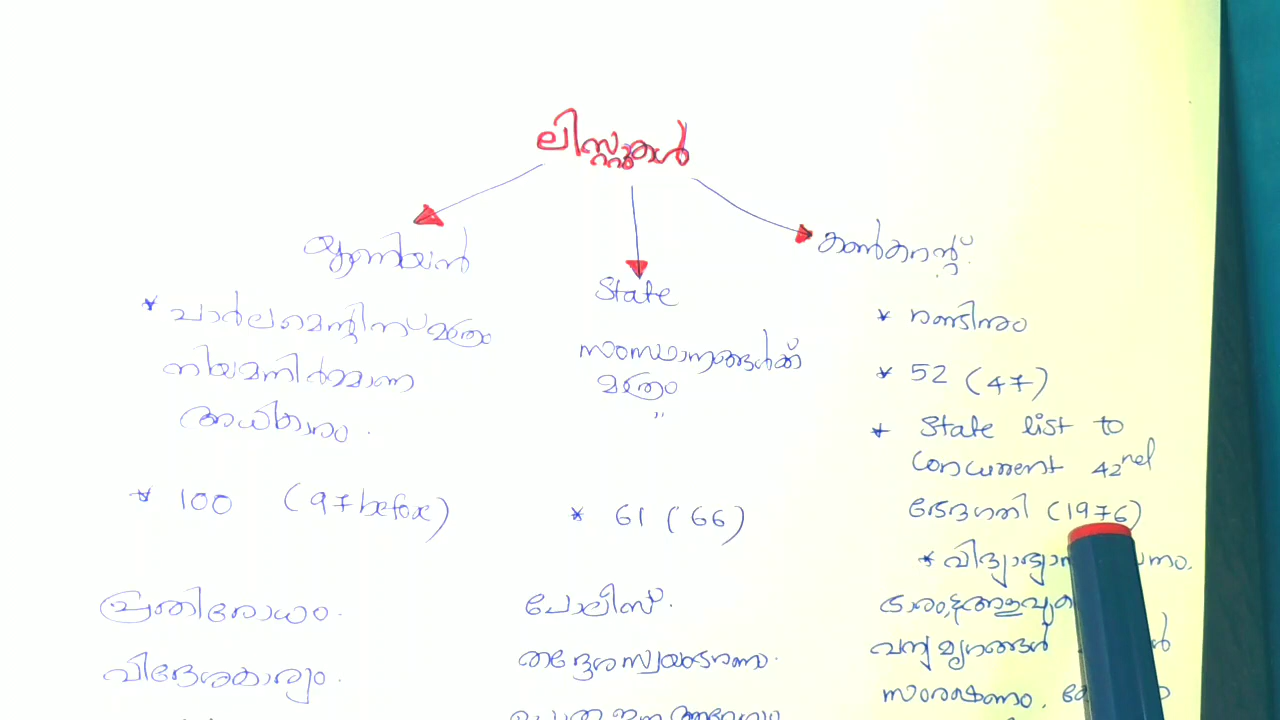 ലിസ്റ്റുകൾ
യൂണിയൻ
* പാർലമെന്റിന് മാത്രം
നിയമനിർമ്മാണ
അധികാരം.
* 100 (97 before)
പ്രതിരോധം.
വിദേശകാര്യം.
State
സംസ്ഥാനങ്ങൾക്ക്
മാത്രം
"
* 61 (66)
പോലീസ്.
തദ്ദേശസ്വയംഭരണം.
കൺകറന്റ്
* രണ്ടിനും
* 52 (47)
* State list to
Concurrent 42nd
ഭേദഗതി (1976)
*
വന്യമൃഗങ്ങൾ
സംരക്ഷണം.